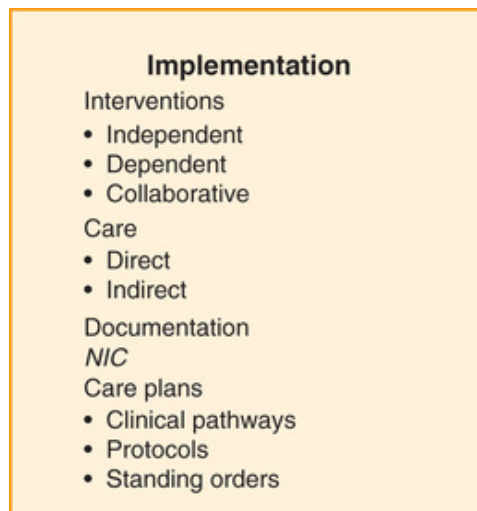 Implementation
Interventions
• Independent
• Dependent
• Collaborative
Care
• Direct
• Indirect
Documentation
NIC
Care plans
• Clinical pathways
• Protocols
• Standing orders